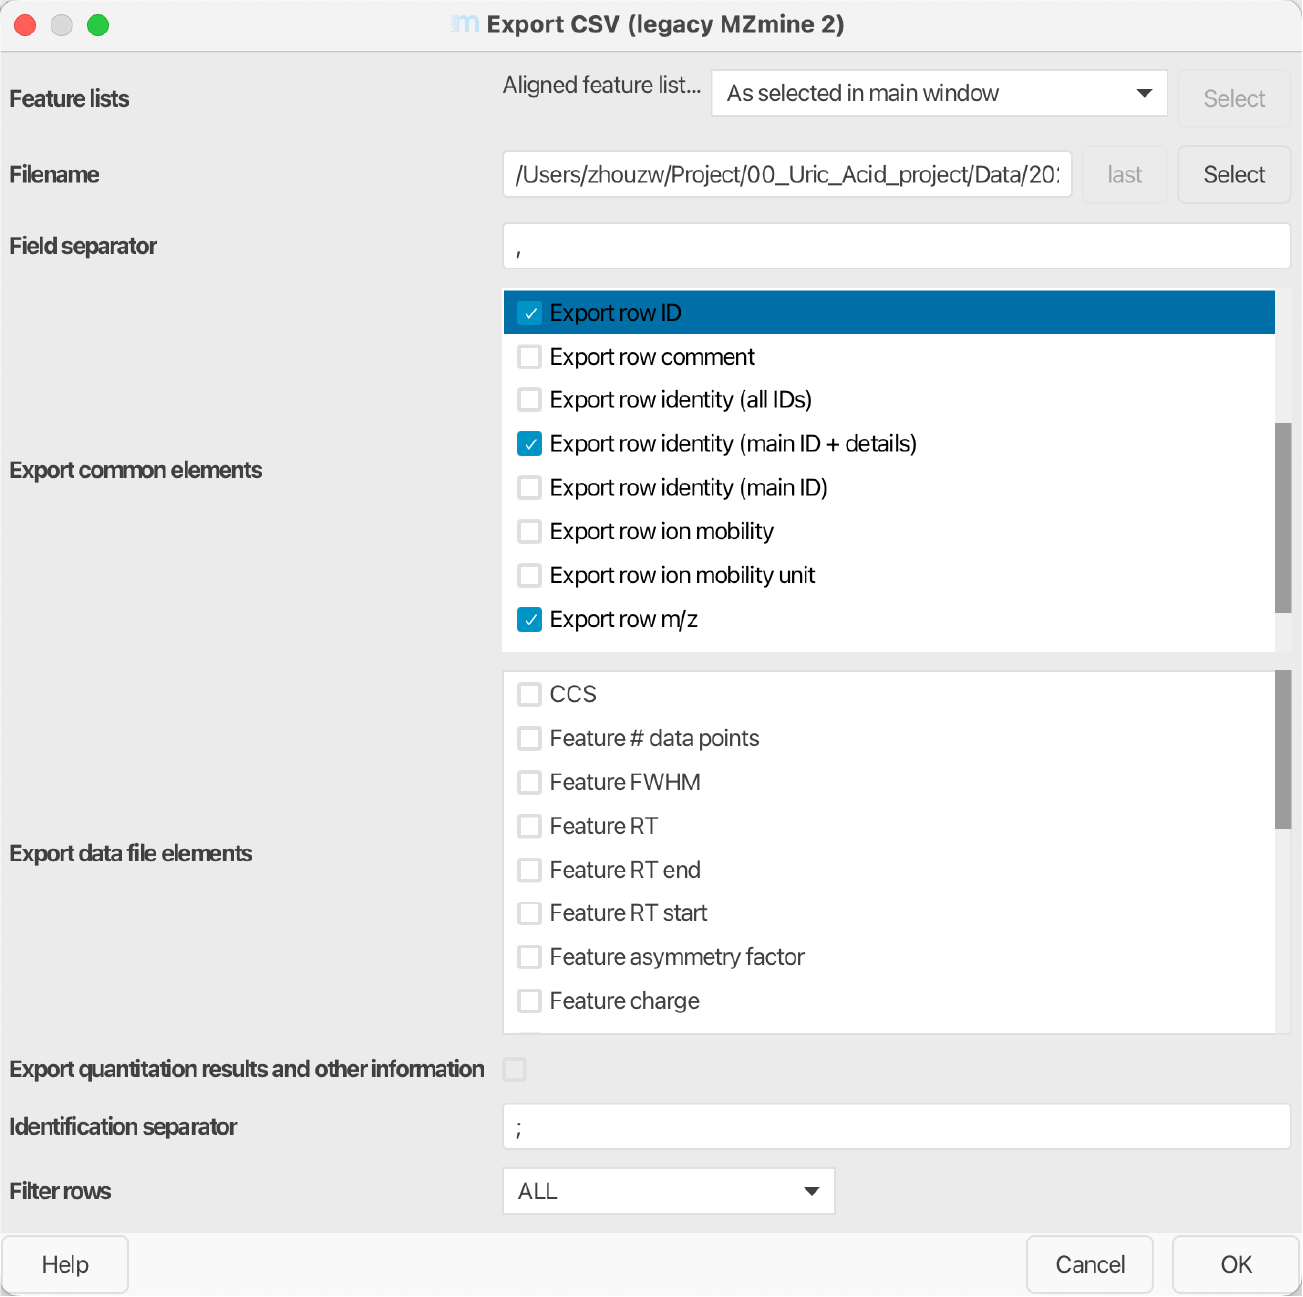 m Export CSV (legacy MZmine 2)
Feature lists
Aligned feature list...
As selected in main window
Select
Filename
/Users/zhouzw/Project/00_Uric_Acid_project/Data/20
last
Select
Field separator
,
Export common elements
Export row ID
Export row comment
Export row identity (all IDs)
Export row identity (main ID + details)
Export row identity (main ID)
Export row ion mobility
Export row ion mobility unit
Export row m/z
Export data file elements
CCS
Feature # data points
Feature FWHM
Feature RT
Feature RT end
Feature RT start
Feature asymmetry factor
Feature charge
Export quantitation results and other information
Identification separator
;
Filter rows
ALL
Help
Cancel
OK